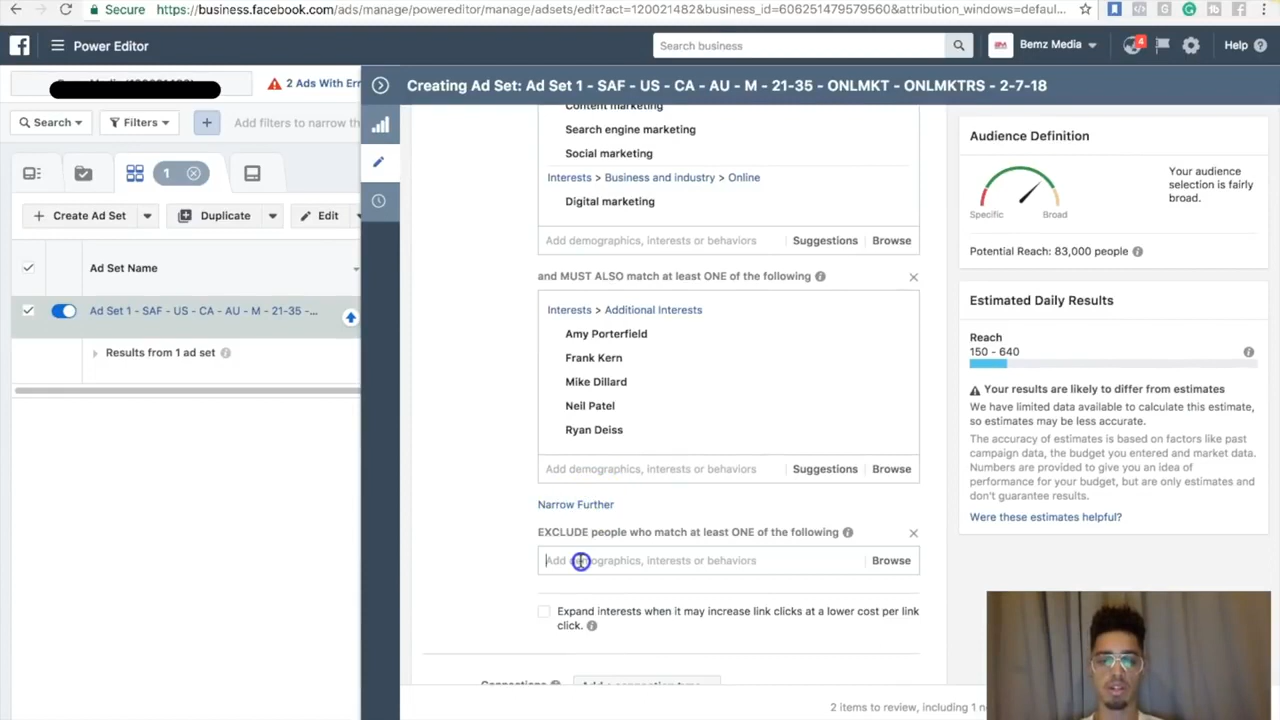 Secure
https://business.facebook.com/ads/manage/powereditor/adsets/edit?act=120021482&business_id=606251479579560&attribution_windows=defaul...
Power Editor
Search business
Bemz Media
4
Help
2 Ads With Err
Search
Filters
Add filters to narrow th
1
Create Ad Set
Duplicate
Edit
Ad Set Name
Ad Set 1 - SAF - US - CA - AU - M - 21-35 -...
Results from 1 ad set
Creating Ad Set: Ad Set 1 - SAF - US - CA - AU - M - 21-35 - ONLMKT - ONLMKTRS - 2-7-18
Content marketing
Search engine marketing
Social marketing
Interests > Business and industry > Online
Digital marketing
Add demographics, interests or behaviors
Suggestions
Browse
and MUST ALSO match at least ONE of the following
Interests > Additional Interests
Amy Porterfield
Frank Kern
Mike Dillard
Neil Patel
Ryan Deiss
Add demographics, interests or behaviors
Suggestions
Browse
Narrow Further
EXCLUDE people who match at least ONE of the following
Add demographics, interests or behaviors
Browse
Expand interests when it may increase link clicks at a lower cost per link
click.
Connections
Add a connection type
2 items to review, including 1 n
Audience Definition
Your audience
selection is fairly
broad.
Specific
Broad
Potential Reach: 83,000 people
Estimated Daily Results
Reach
150 - 640
Your results are likely to differ from estimates
We have limited data available to calculate this estimate,
so estimates may be less accurate.
The accuracy of estimates is based on factors like past
campaign data, the budget you entered and market data.
Numbers are provided to give you an idea of
performance for your budget, but are only estimates and
don't guarantee results.
Were these estimates helpful?